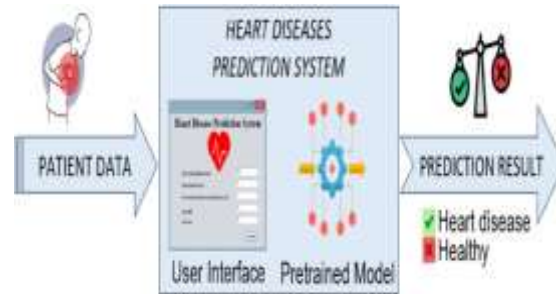 HEART DISEASES
PREDICTION SYSTEM
Heart Disease Prediction System
PATIENT DATA
PREDICTION RESULT
User Interface
Pretrained Model
Heart disease
Healthy